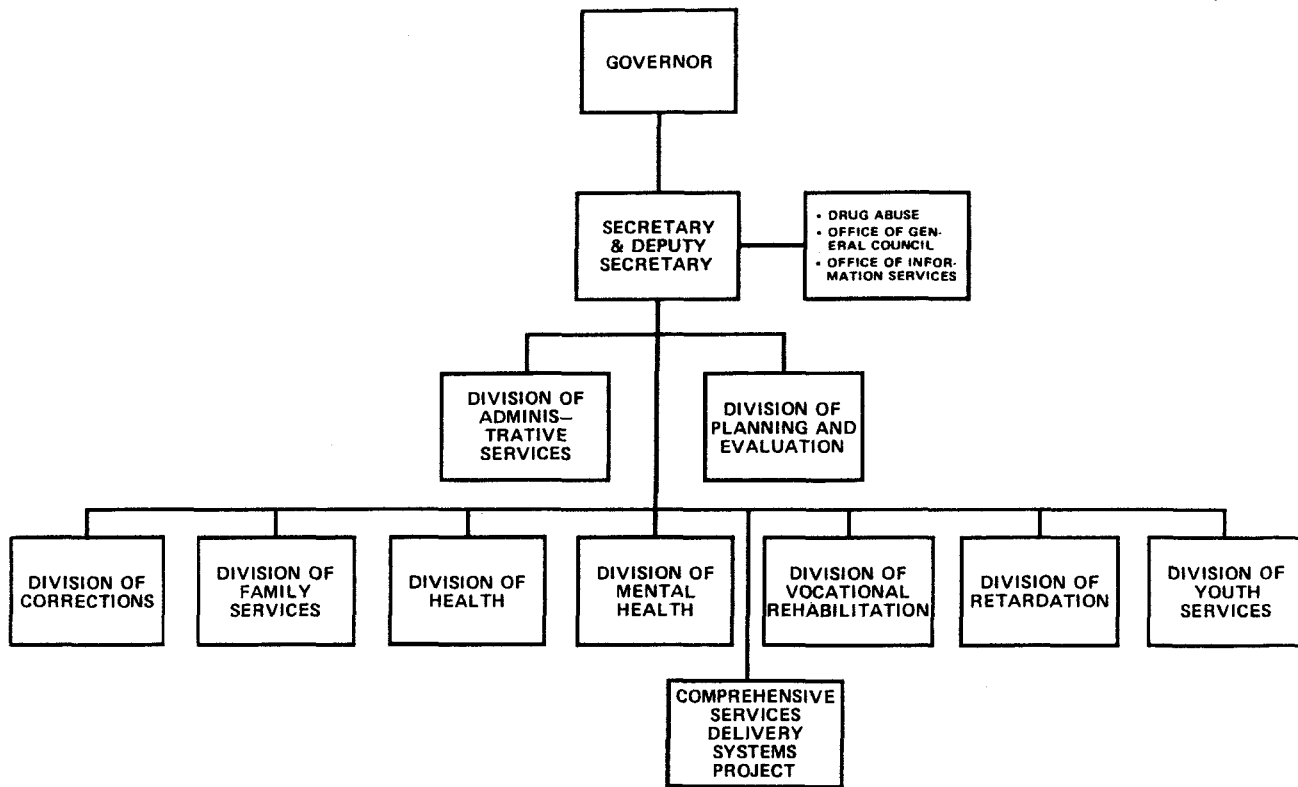 GOVERNOR
SECRETARY
& DEPUTY
SECRETARY
• DRUG ABUSE
• OFFICE OF GEN-
ERAL COUNCIL
• OFFICE OF INFOR-
MATION SERVICES
DIVISION OF
ADMINIS–
TRATIVE
SERVICES
DIVISION OF
PLANNING AND
EVALUATION
DIVISION OF
CORRECTIONS
DIVISION OF
FAMILY
SERVICES
DIVISION OF
HEALTH
DIVISION OF
MENTAL
HEALTH
DIVISION OF
VOCATIONAL
REHABILITATION
DIVISION OF
RETARDATION
DIVISION OF
YOUTH
SERVICES
COMPREHENSIVE
SERVICES
DELIVERY
SYSTEMS
PROJECT